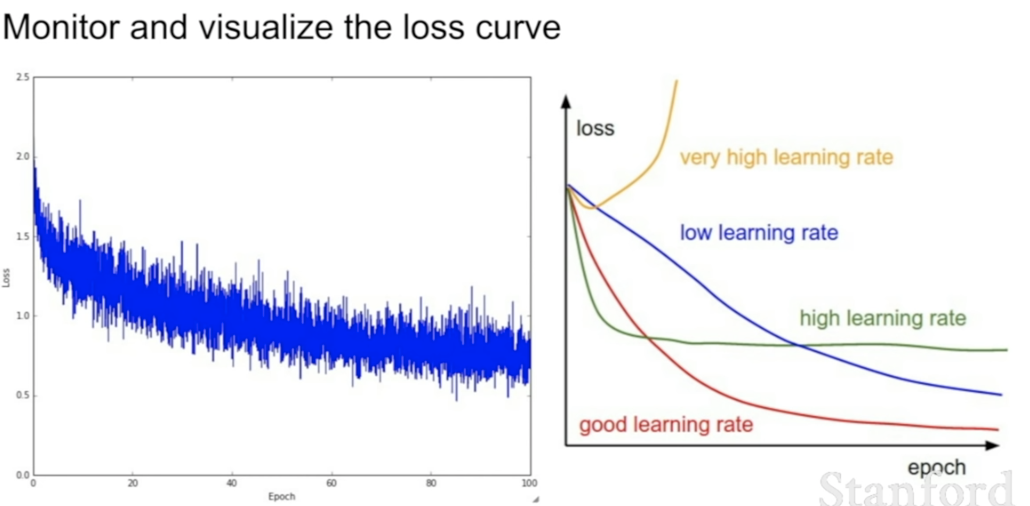 Monitor and visualize the loss curve
2.5
2.0
1.5
1.0
0.5
0.0
Loss
0
20
40
60
80
100
Epoch
loss
very high learning rate
low learning rate
high learning rate
good learning rate
epoch
Stanford